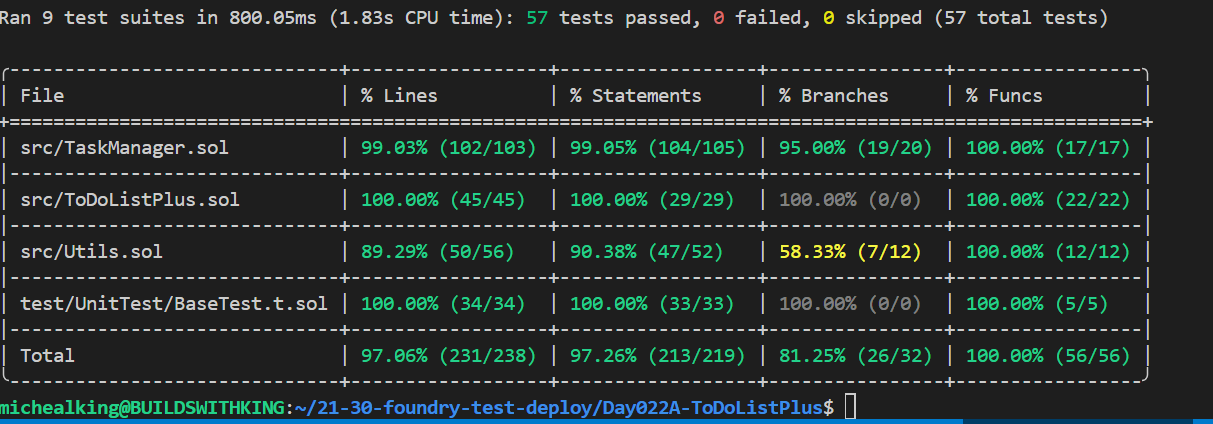 Ran 9 test suites in 800.05ms (1.83s CPU time): 57 tests passed, 0 failed, 0 skipped (57 total tests)
| File | % Lines | % Statements | % Branches | % Funcs |
| src/TaskManager.sol | 99.03% (102/103) | 99.05% (104/105) | 95.00% (19/20) | 100.00% (17/17) |
| src/ToDoListPlus.sol | 100.00% (45/45) | 100.00% (29/29) | 100.00% (0/0) | 100.00% (22/22) |
| src/Utils.sol | 89.29% (50/56) | 90.38% (47/52) | 58.33% (7/12) | 100.00% (12/12) |
| test/UnitTest/BaseTest.t.sol | 100.00% (34/34) | 100.00% (33/33) | 100.00% (0/0) | 100.00% (5/5) |
| Total | 97.06% (231/238) | 97.26% (213/219) | 81.25% (26/32) | 100.00% (56/56) |
michealking@BUILDSWITHKING:~/21-30-foundry-test-deploy/Day022A-ToDoListPlus$